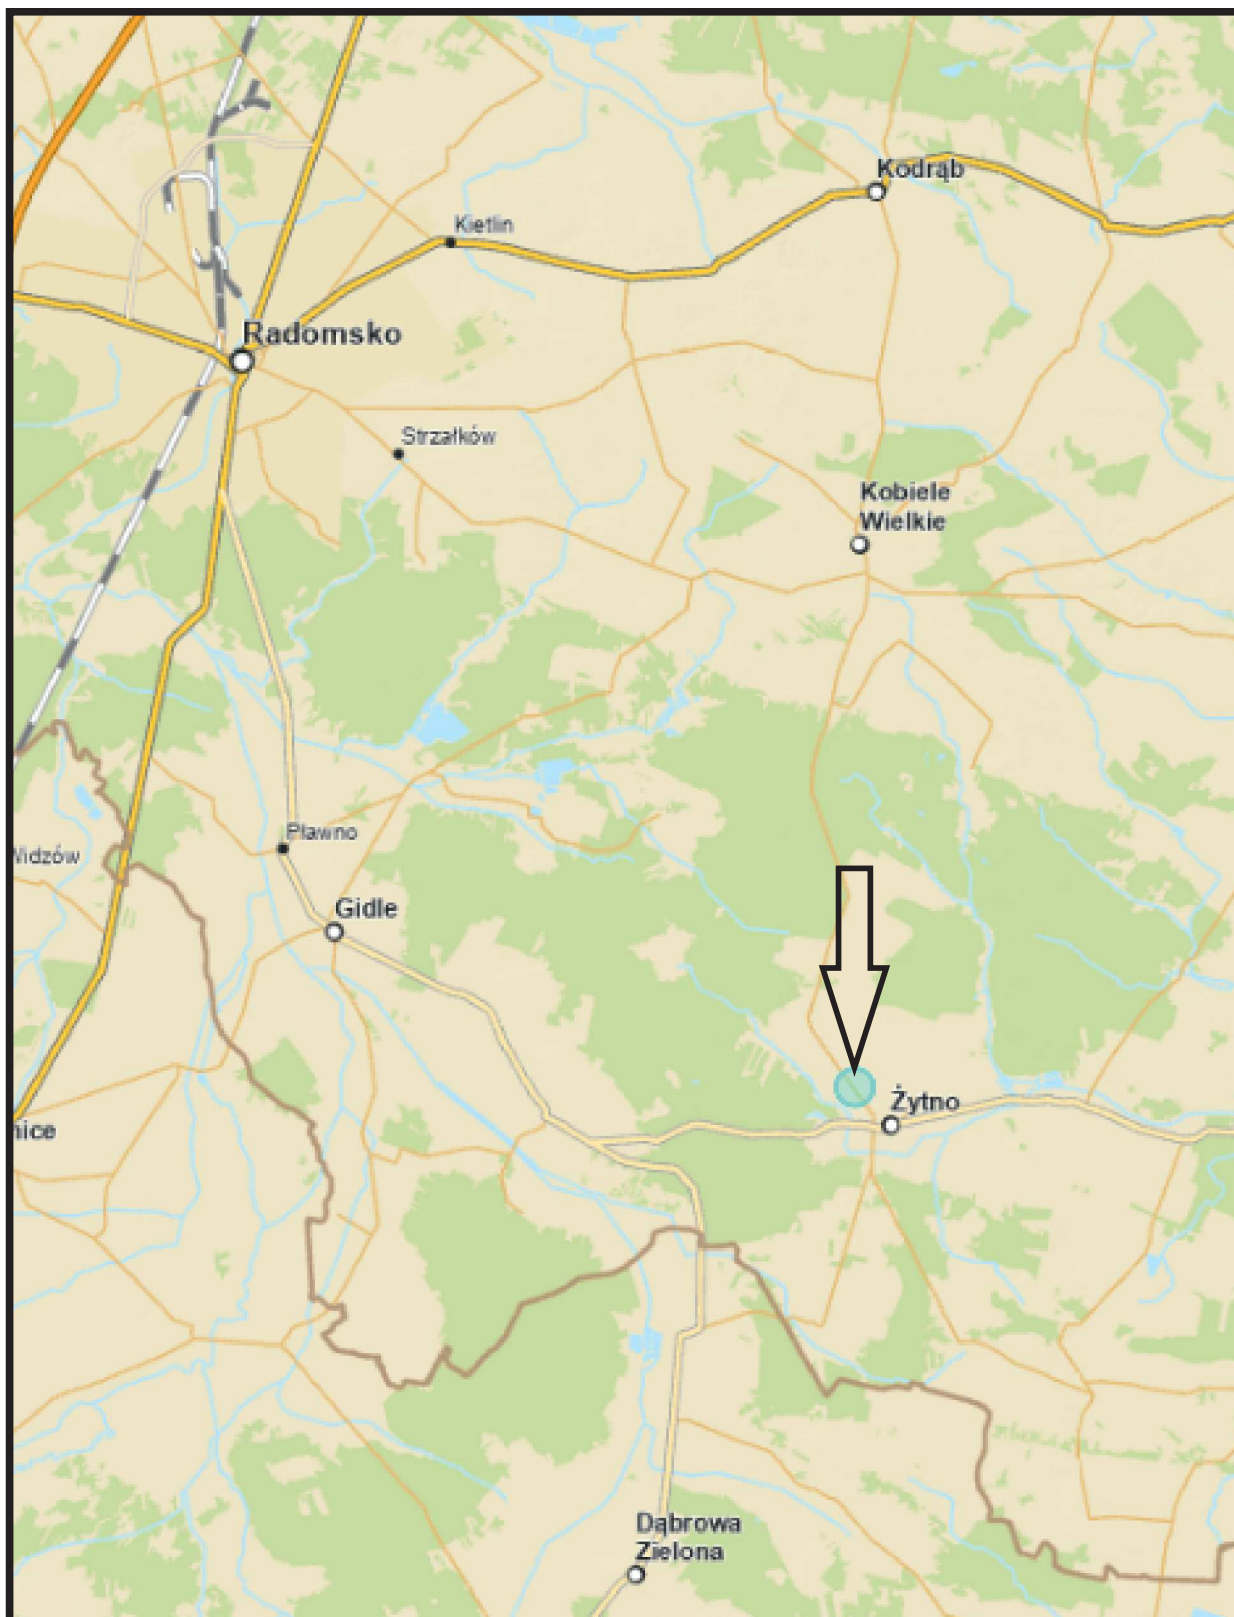 Kodrąb
Kietlin
Radomsko
Strzałków
Kobiele
Wielkie
Pławno
Widzów
Gidle
Żytno
nice
Dąbrowa
Zielona